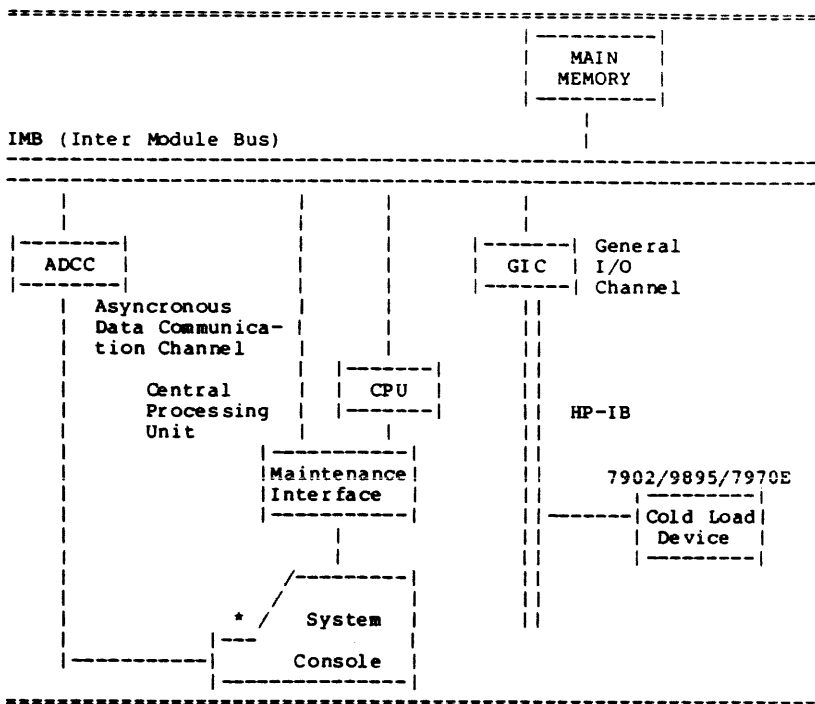 MAIN
MEMORY
IMB (Inter Module Bus)
ADCC
GIC
General
I/O
Channel
Asyncronous
Data Communica-
tion Channel
Central
Processing
Unit
CPU
HP-IB
Maintenance
Interface
7902/9895/7970E
Cold Load
Device
*
System
Console